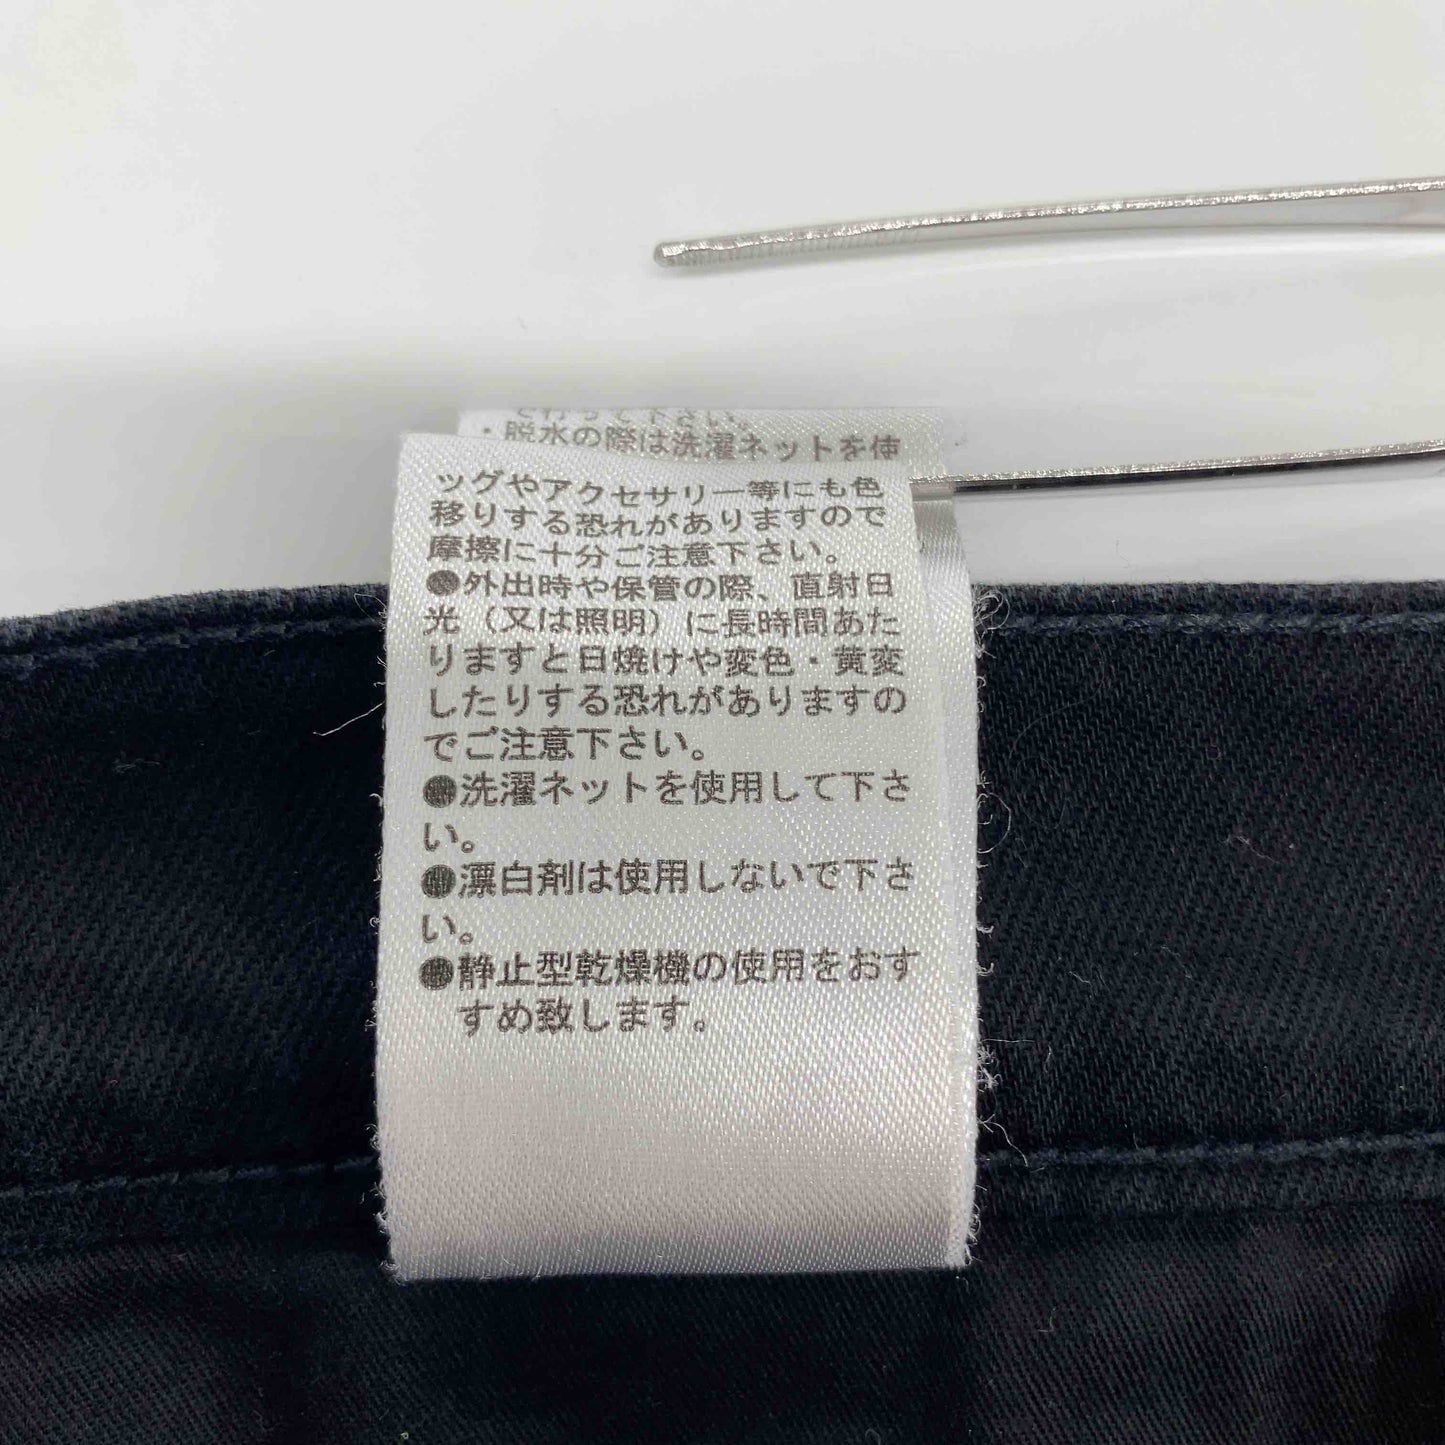 て行って下さい。
・脱水の際は洗濯ネットを使
ッグやアクセサリー等にも色
移りする恐れがありますので
摩擦に十分ご注意下さい。
●外出時や保管の際、直射日
光（又は照明）に長時間あた
りますと日焼けや変色・黄変
したりする恐れがありますの
でご注意下さい。
●洗濯ネットを使用して下さ
い。
●漂白剤は使用しないで下さ
い。
●静止型乾燥機の使用をおす
すめ致します。